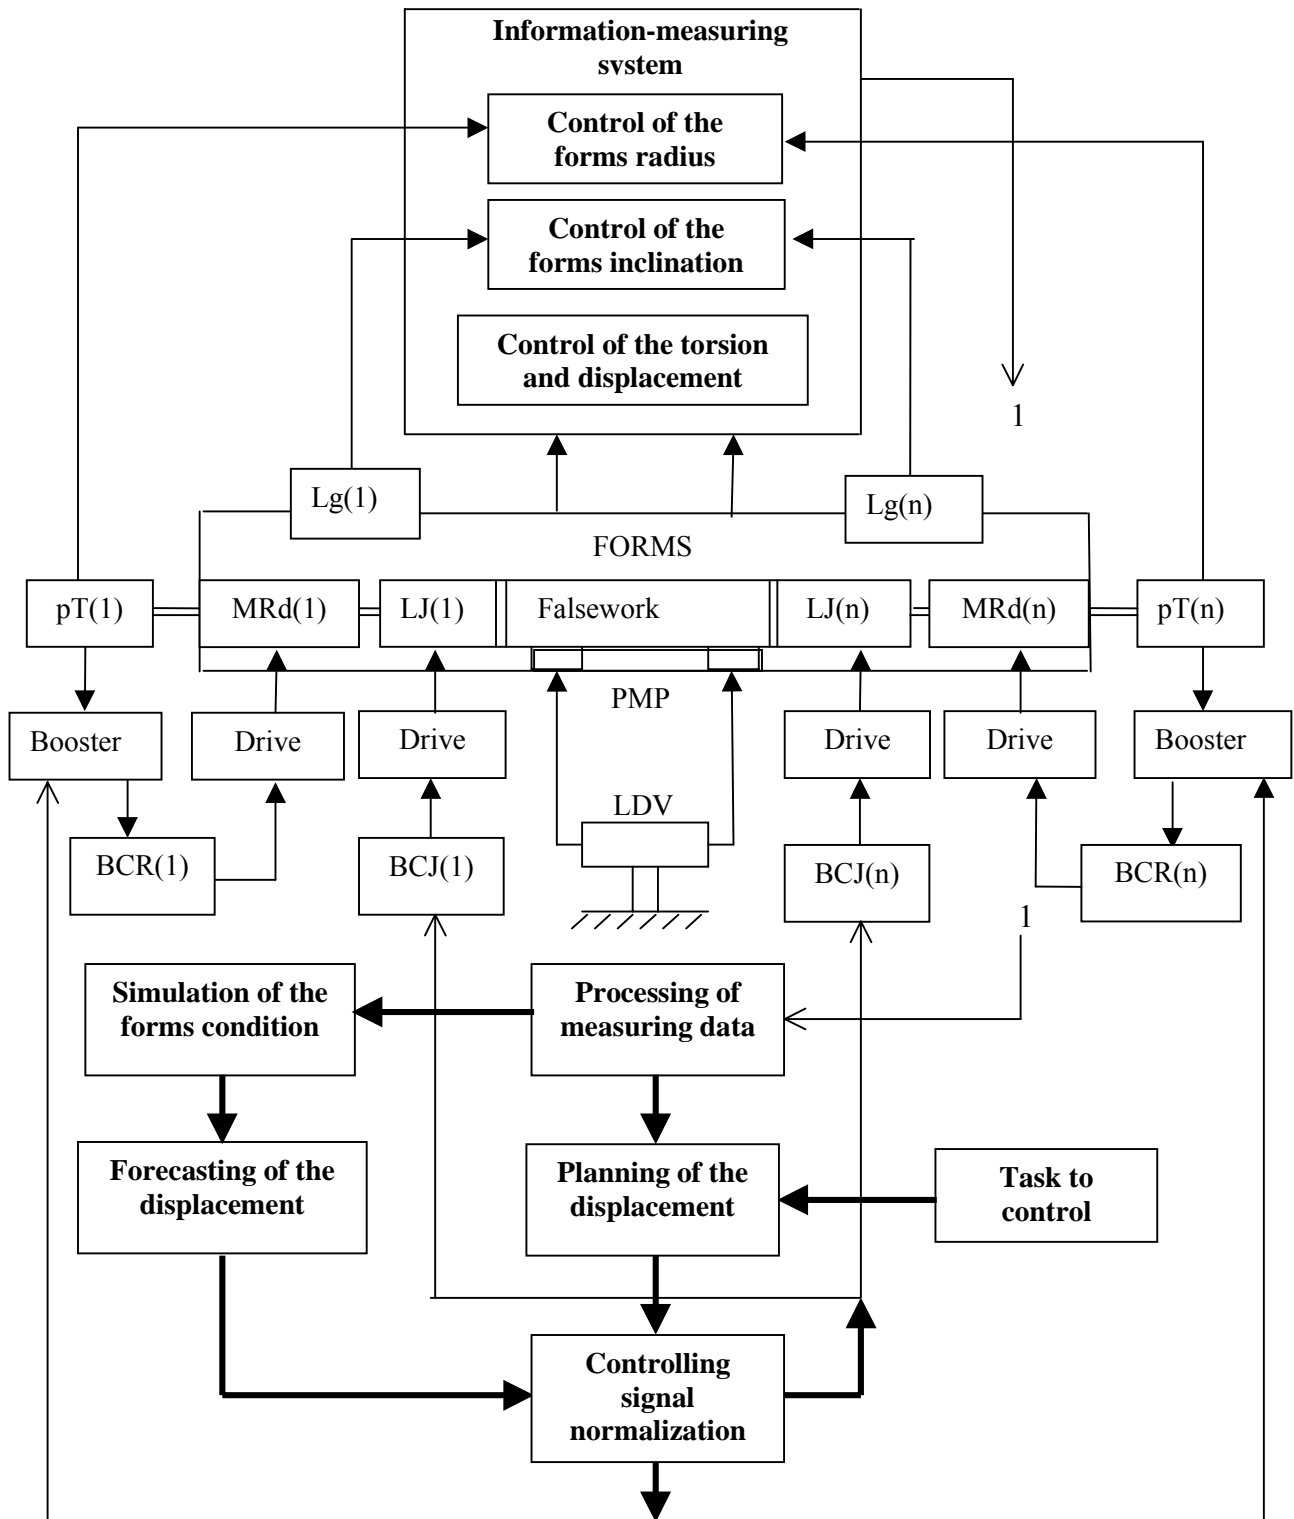 Information-measuring
system
Control of the
forms radius
Control of the
forms inclination
Control of the torsion
and displacement
1
Lg(1)
Lg(n)
FORMS
pT(1)
MRd(1)
LJ(1)
Falsework
LJ(n)
MRd(n)
pT(n)
PMP
Booster
Drive
Drive
Drive
Drive
Booster
LDV
BCR(1)
BCJ(1)
BCJ(n)
BCR(n)
1
Simulation of the
forms condition
Processing of
measuring data
Forecasting of the
displacement
Planning of the
displacement
Task to
control
Controlling
signal
normalization